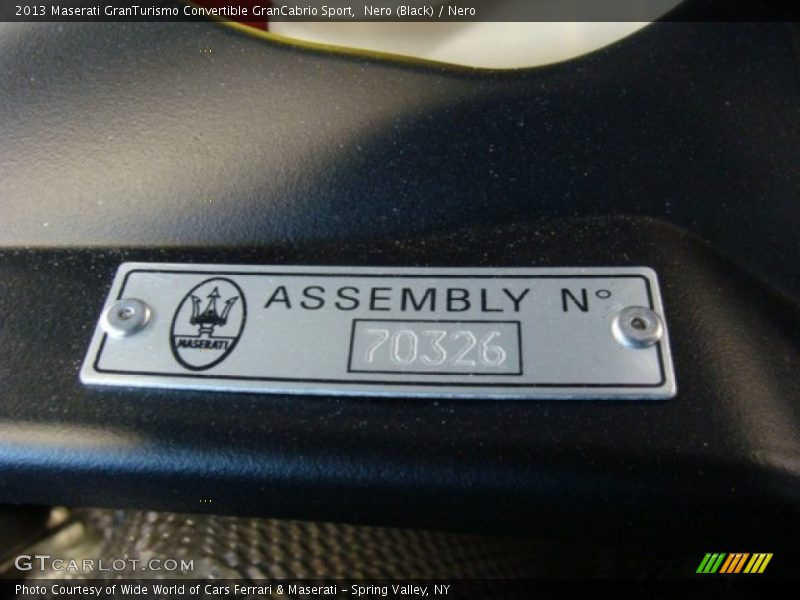 2013 Maserati GranTurismo Convertible GranCabrio Sport, Nero (Black) / Nero
ASSEMBLY Nº
MASERATI
70326
GTCARLOT.COM
Photo Courtesy of Wide World of Cars Ferrari & Maserati – Spring Valley, NY